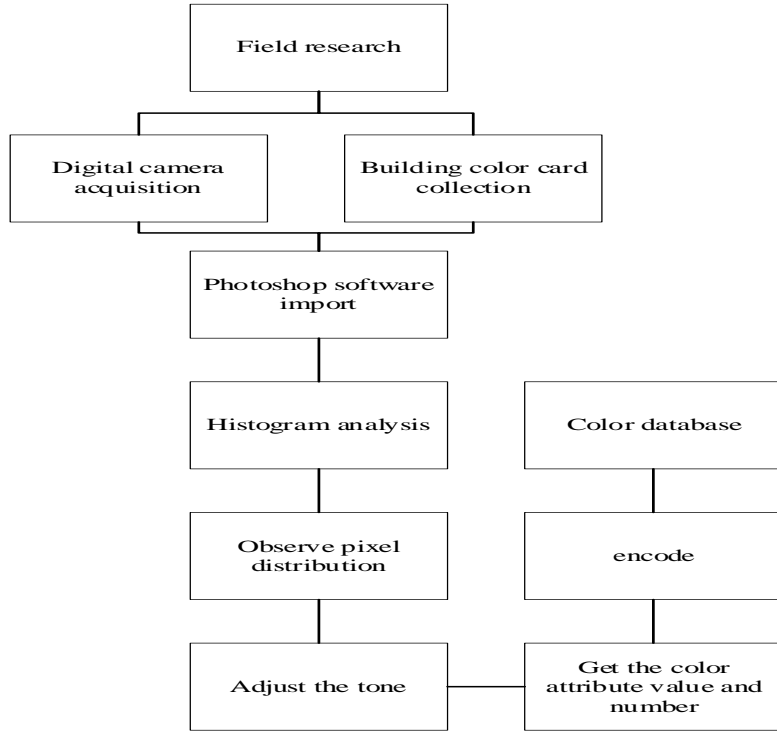 Field research
Digital camera
acquisition
Building color card
collection
Photoshop software
import
Histogram analysis
Color database
Observe pixel
distribution
encode
Adjust the tone
Get the color
attribute value and
number